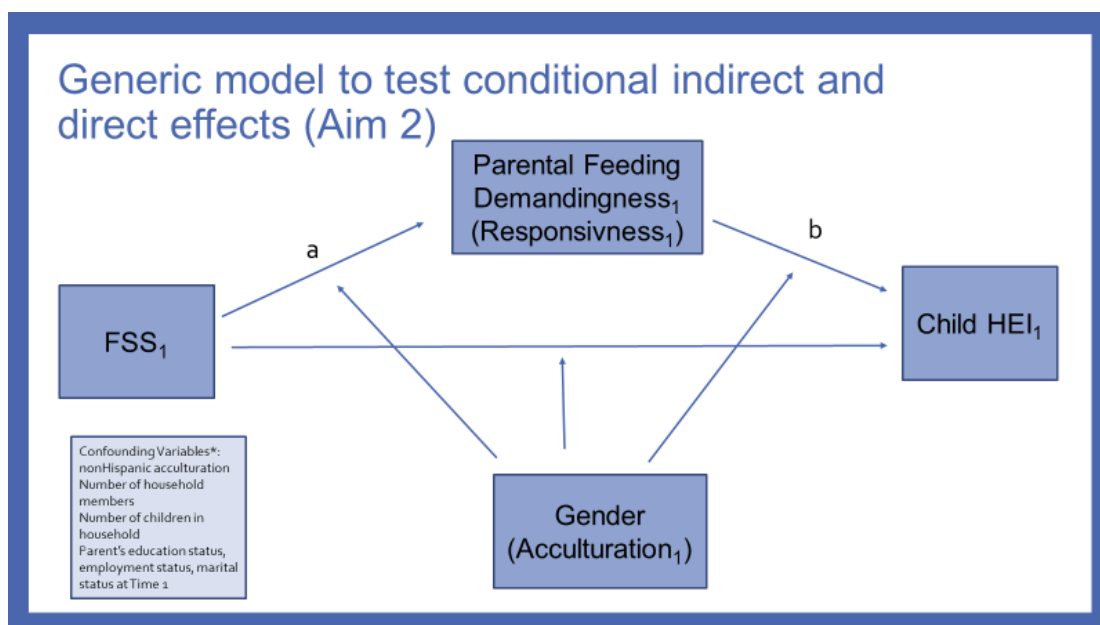 Generic model to test conditional indirect and
direct effects (Aim 2)
Parental Feeding
Demandingness₁
(Responsivness₁)
a
b
FSS₁
Child HEI₁
Confounding Variables*:
nonHispanic acculturation
Number of household
members
Number of children in
household
Parent's education status,
employment status, marital
status at Time 1
Gender
(Acculturation₁)